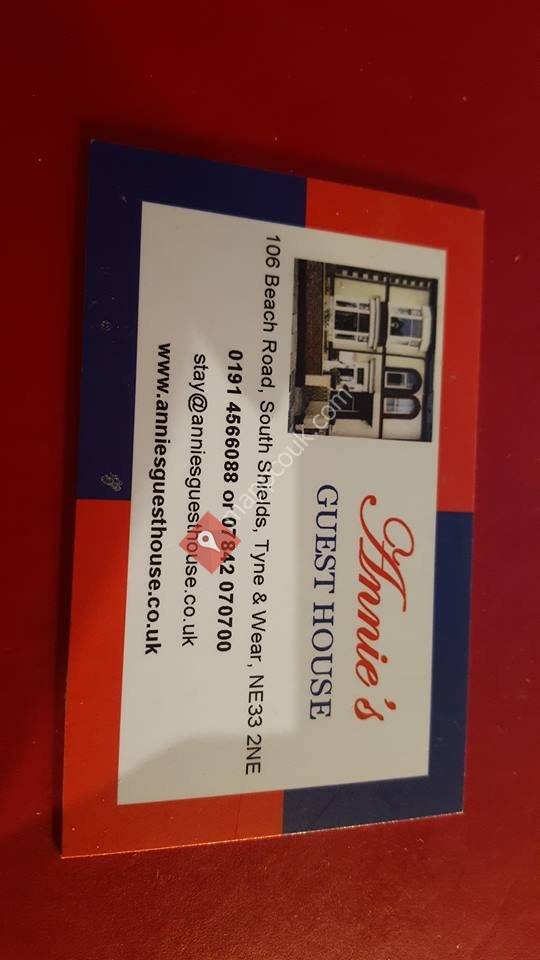 Annie's
GUEST HOUSE
106 Beach Road, South Shields, Tyne & Wear, NE33 2NE
0191 4566088 or 07842 070700
stay@anniesguesthouse.co.uk
www.anniesguesthouse.co.uk